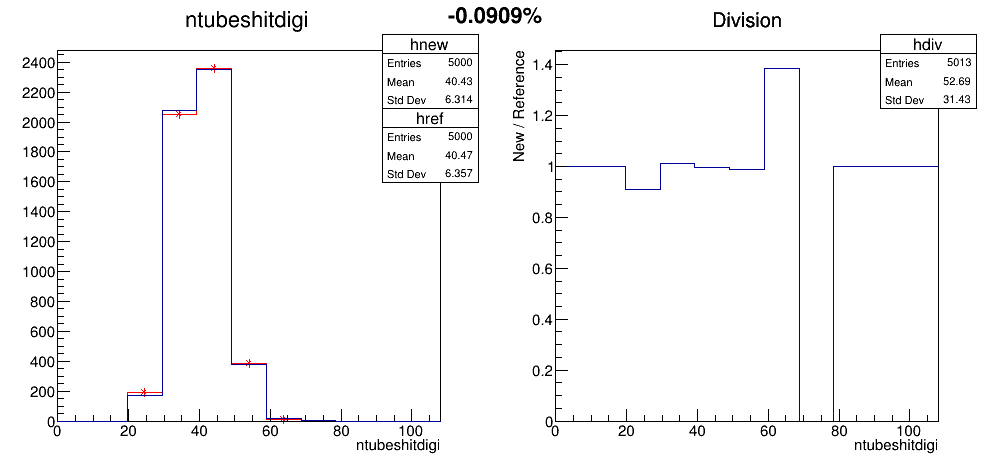 -0.0909%
ntubeshitdigi
hnew
Entries 5000
Mean 40.43
Std Dev 6.314
href
Entries 5000
Mean 40.47
Std Dev 6.357
2400
2200
2000
1800
1600
1400
1200
1000
800
600
400
200
0
0 20 40 60 80 100
ntubeshitdigi
Division
hdiv
Entries 5013
Mean 52.69
Std Dev 31.43
New / Reference
1.4
1.2
1
0.8
0.6
0.4
0.2
0
0 20 40 60 80 100
ntubeshitdigi